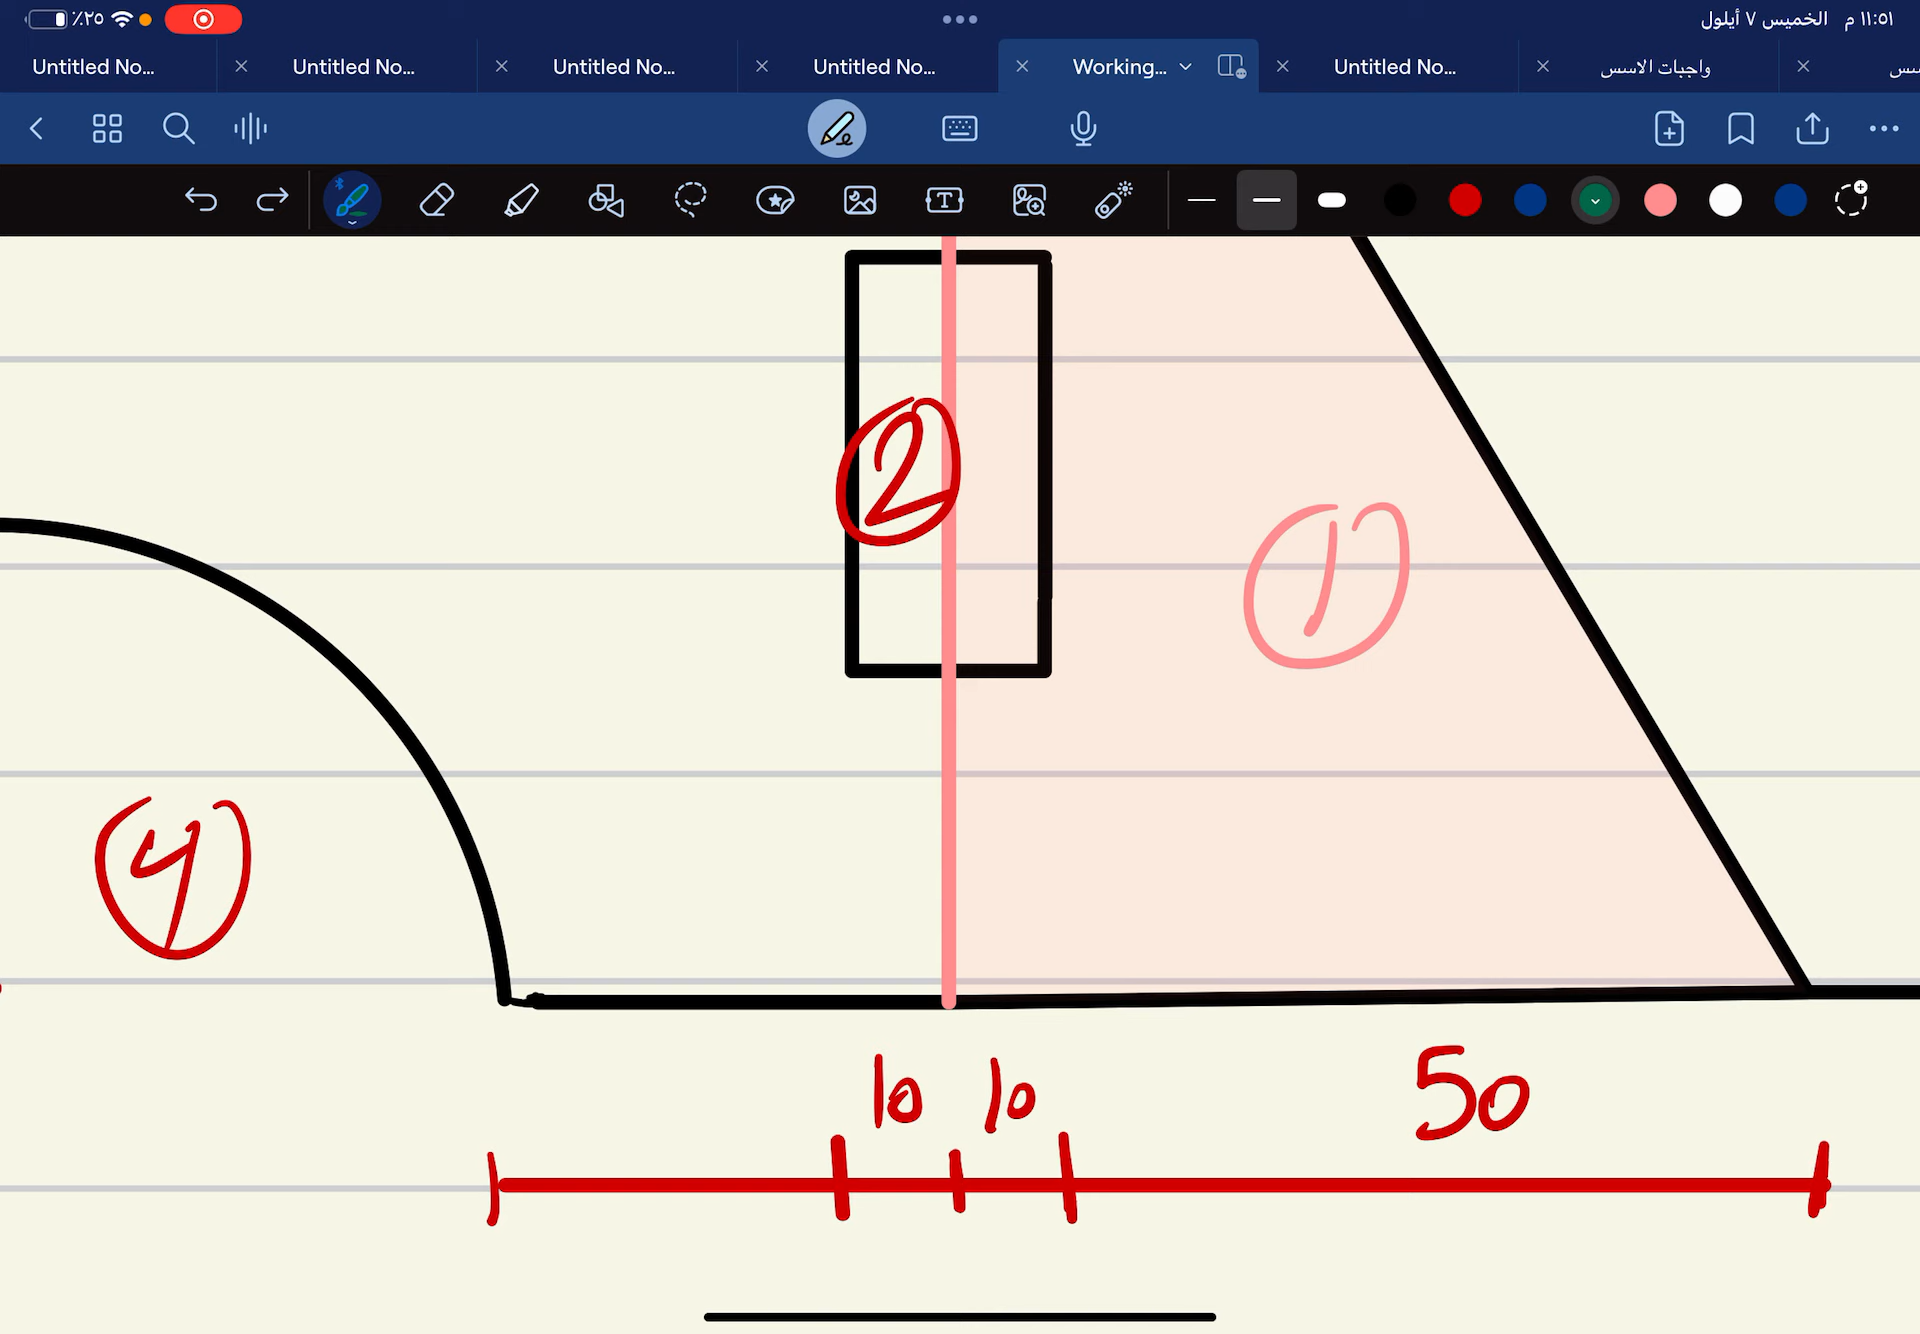 ٪٢٥
١١:٥١ م الخميس ٧ أيلول
Untitled No...
Untitled No...
Untitled No...
Untitled No...
Working...
Untitled No...
واجبات الاسس
2
1
4
10 10 50